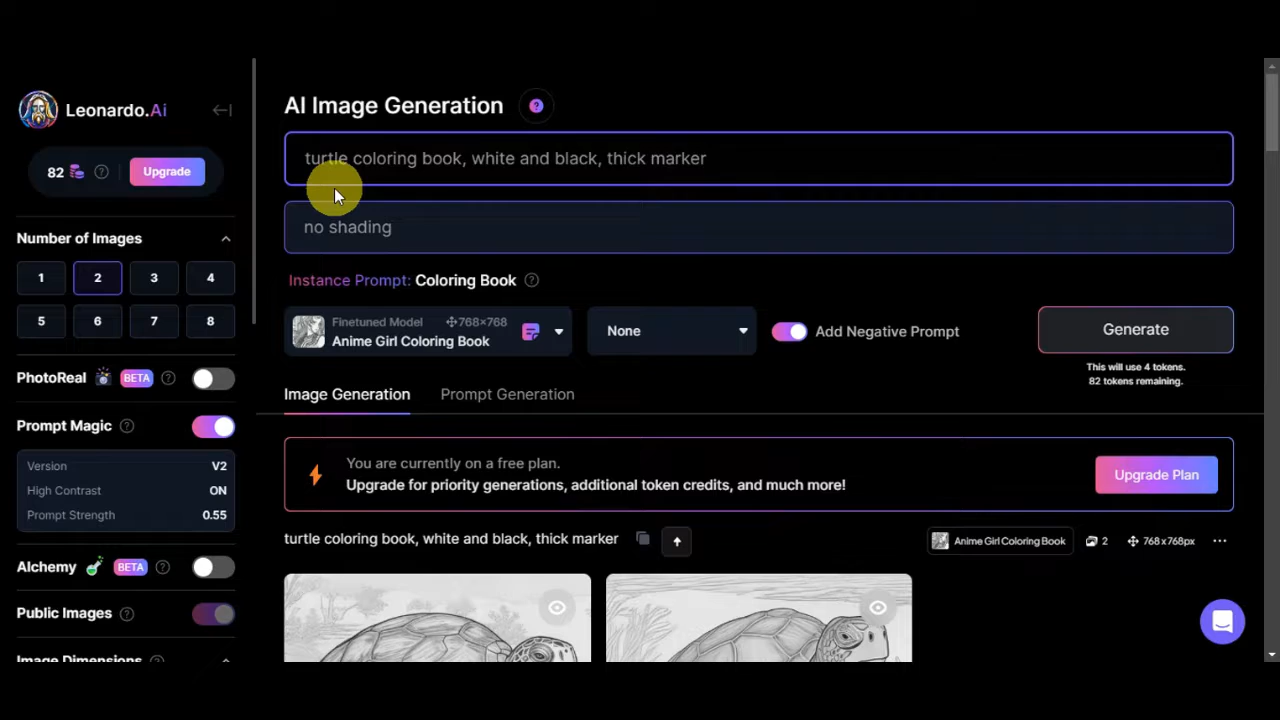 Leonardo.Ai
82
Upgrade
Number of Images
1 2 3 4
5 6 7 8
PhotoReal BETA
Prompt Magic
Version V2
High Contrast ON
Prompt Strength 0.55
Alchemy BETA
Public Images
Image Dimensions
AI Image Generation
turtle coloring book, white and black, thick marker
no shading
Instance Prompt: Coloring Book
Finetuned Model 768×768
Anime Girl Coloring Book
None
Add Negative Prompt
Generate
This will use 4 tokens.
82 tokens remaining.
Image Generation Prompt Generation
You are currently on a free plan.
Upgrade for priority generations, additional token credits, and much more!
Upgrade Plan
turtle coloring book, white and black, thick marker
Anime Girl Coloring Book 2 768 x 768px